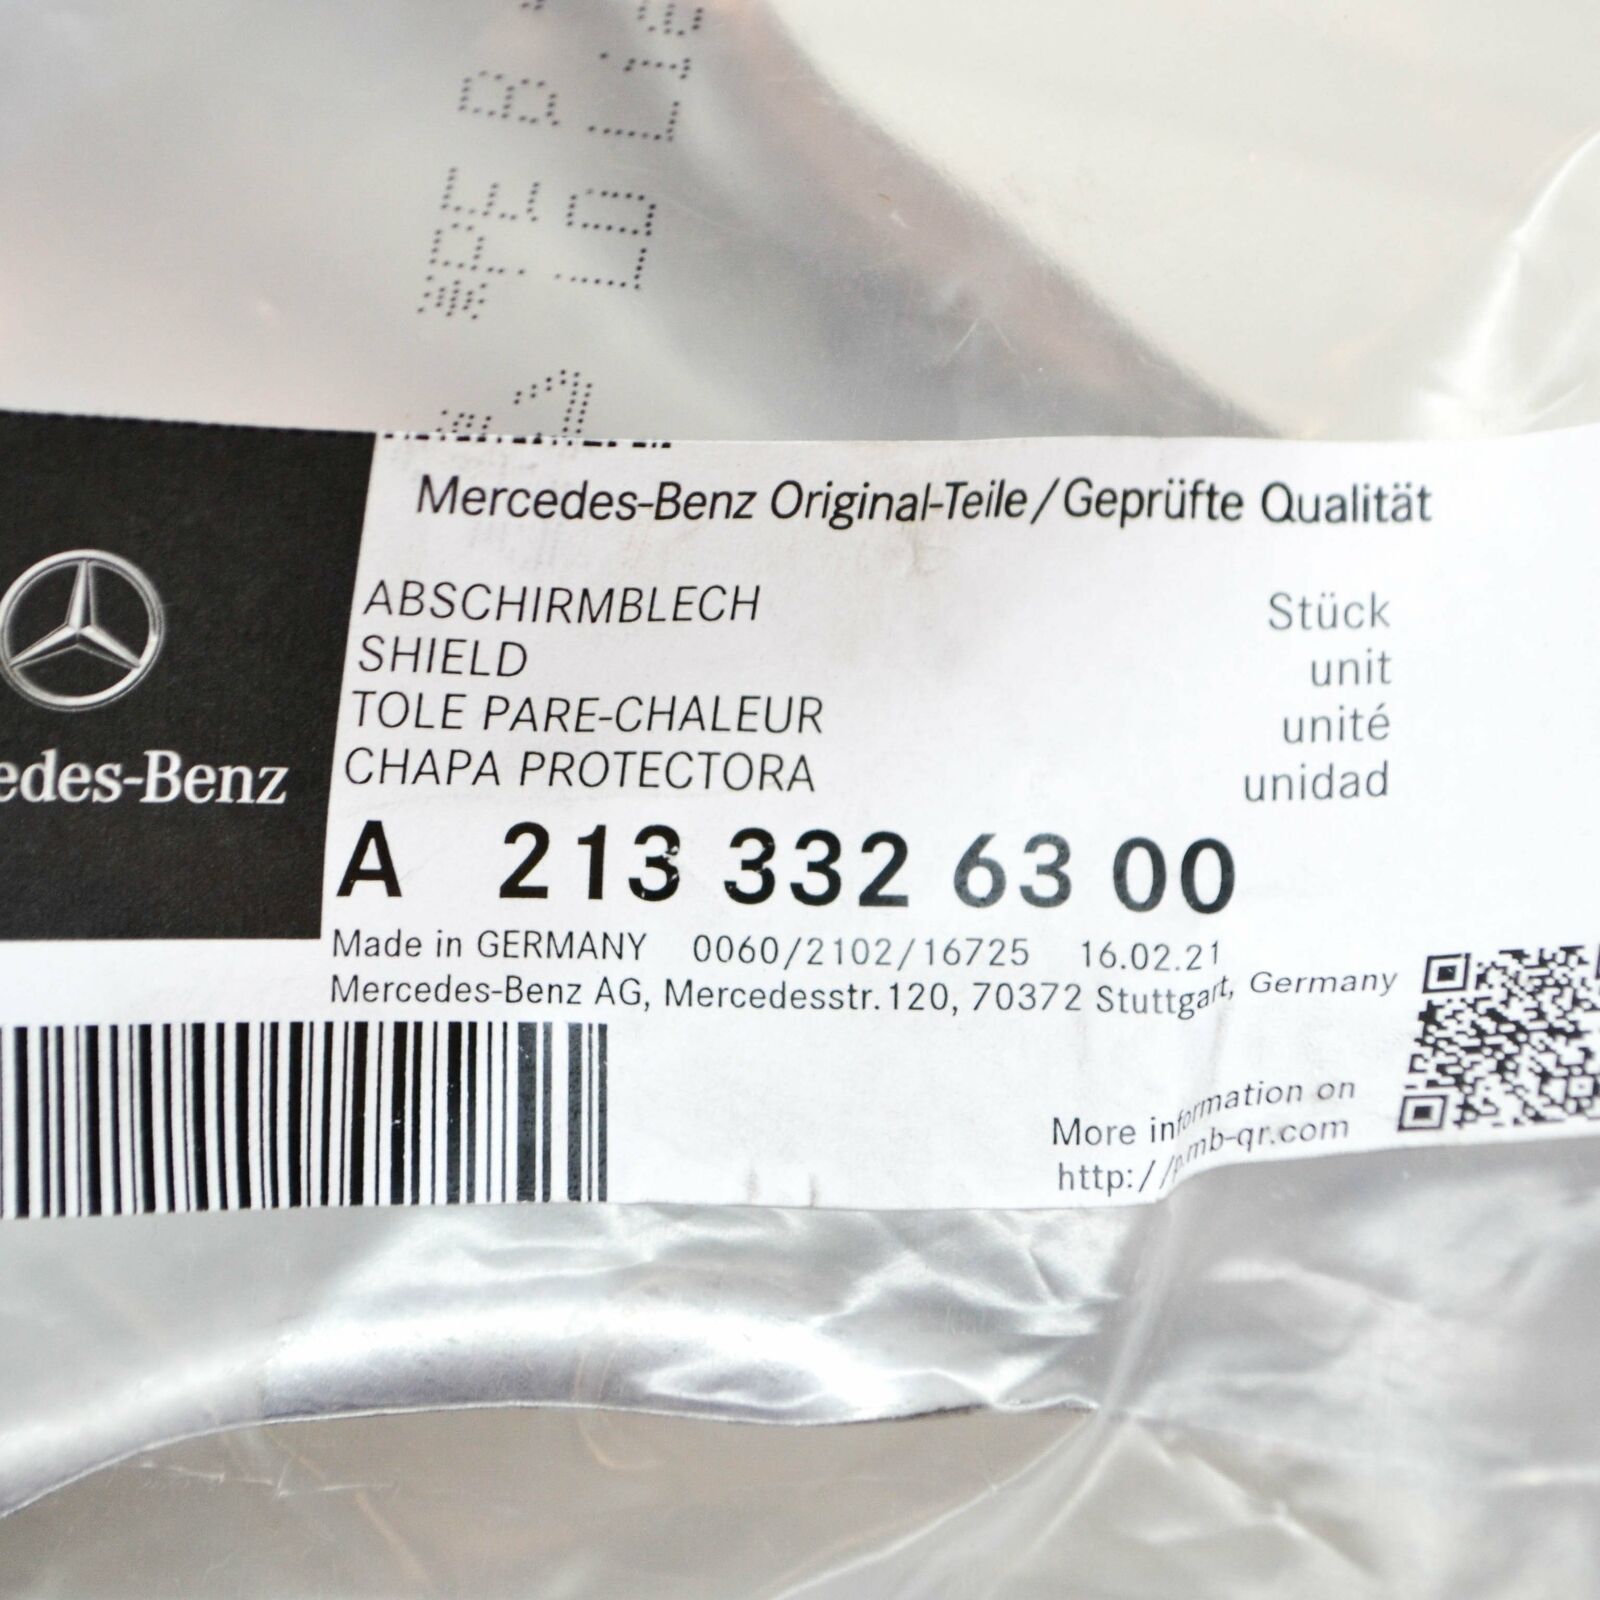 Mercedes-Benz Original-Teile/Geprüfte Qualität
ABSCHIRMBLECH Stück
SHIELD unit
TOLE PARE-CHALEUR unité
CHAPA PROTECTORA unidad
edes-Benz
A 213 332 63 00
Made in GERMANY 0060/2102/16725 16.02.21
Mercedes-Benz AG, Mercedesstr. 120, 70372 Stuttgart, Germany
More information on